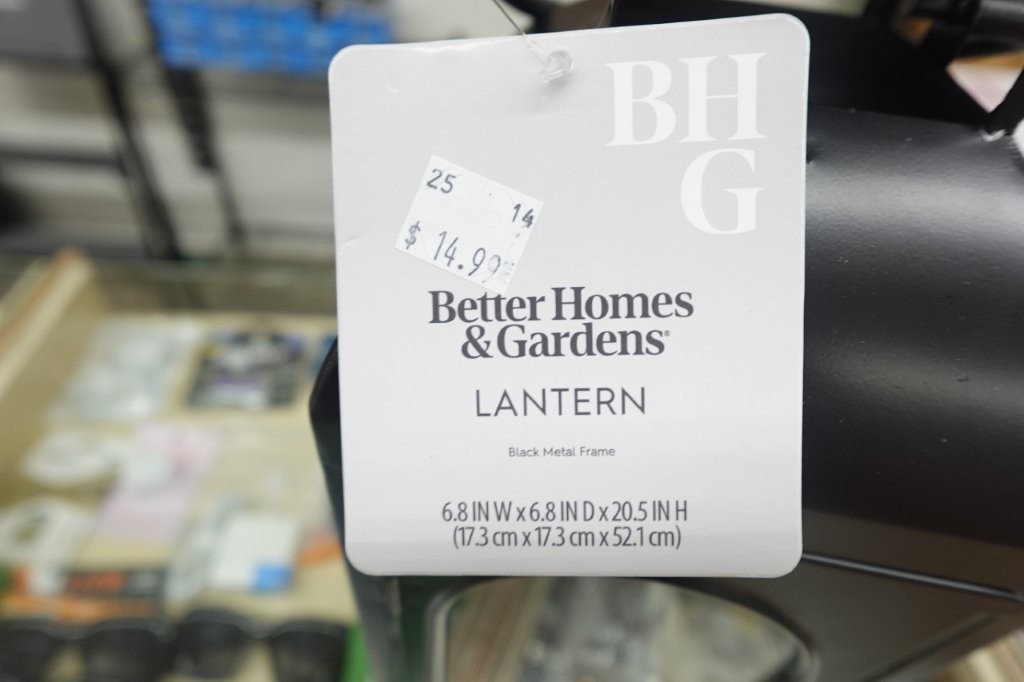 BH
G
25
14
$ 14.99
Better Homes
& Gardens®
LANTERN
Black Metal Frame
6.8 IN W x 6.8 IN D x 20.5 IN H
(17.3 cm x 17.3 cm x 52.1 cm)